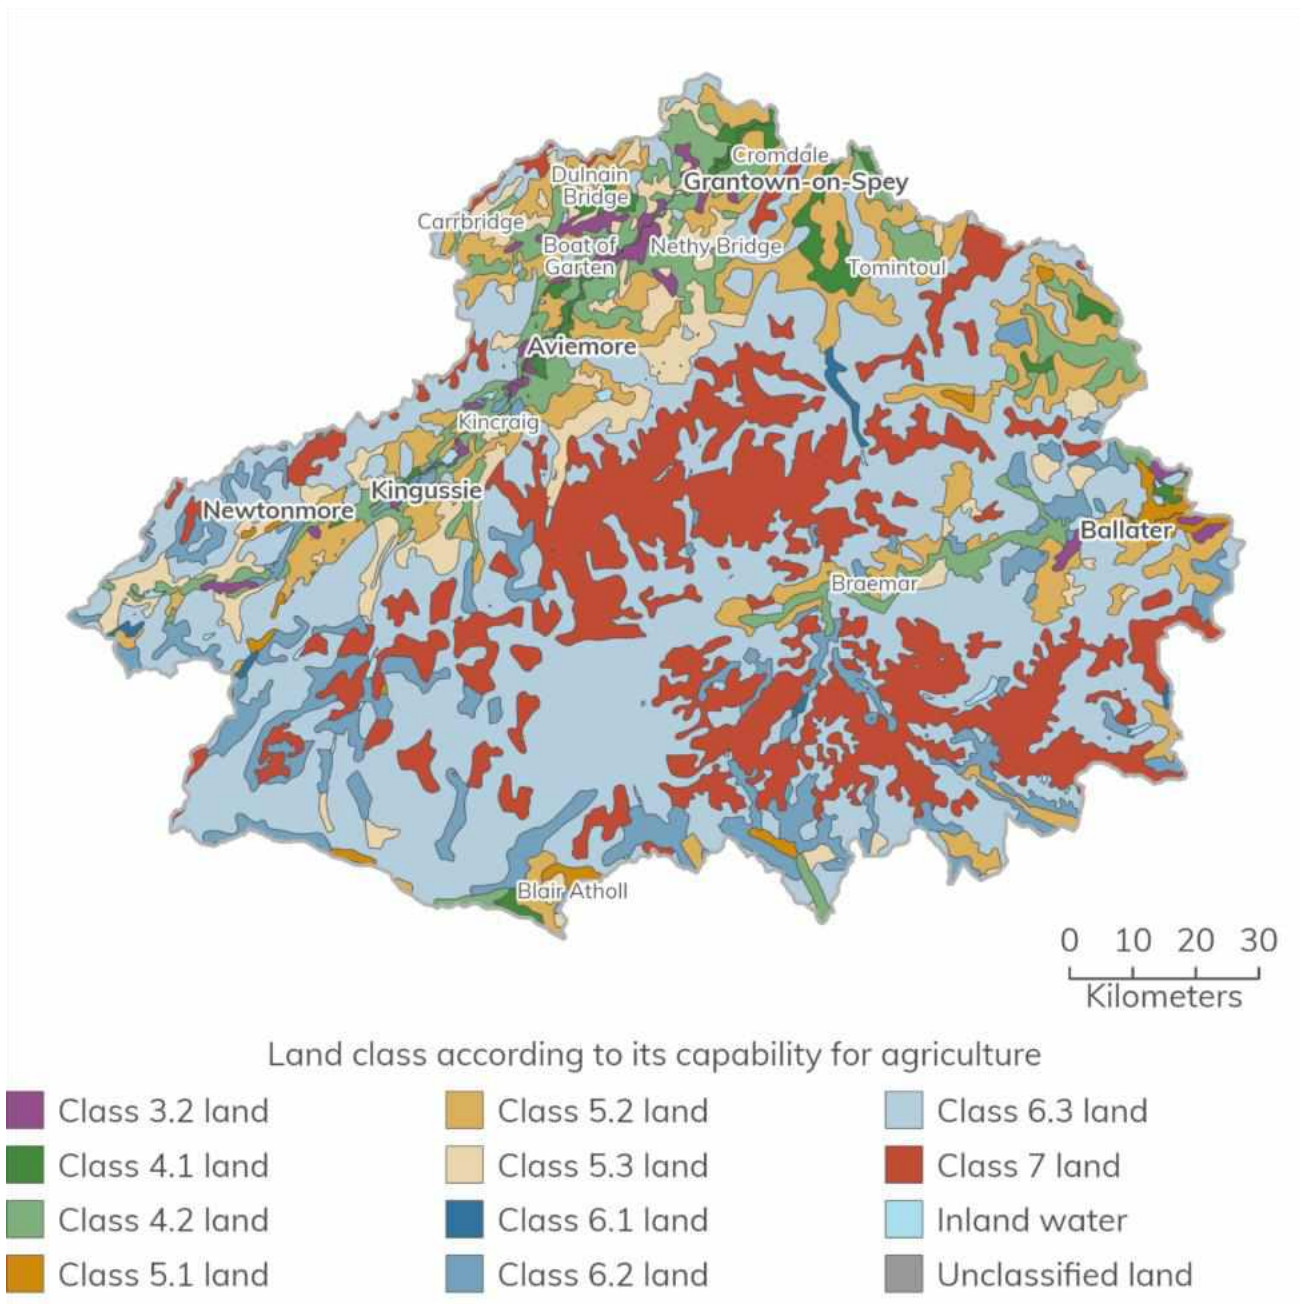 Cromdale
Dulnain
Bridge
Grantown-on-Spey
Carrbridge
Boat of
Garten
Nethy Bridge
Tomintoul
Aviemore
Kincraig
Kingussie
Newtonmore
Ballater
Braemar
Blair Atholl
0 10 20 30
Kilometers
Land class according to its capability for agriculture
Class 3.2 land
Class 4.1 land
Class 4.2 land
Class 5.1 land
Class 5.2 land
Class 5.3 land
Class 6.1 land
Class 6.2 land
Class 6.3 land
Class 7 land
Inland water
Unclassified land